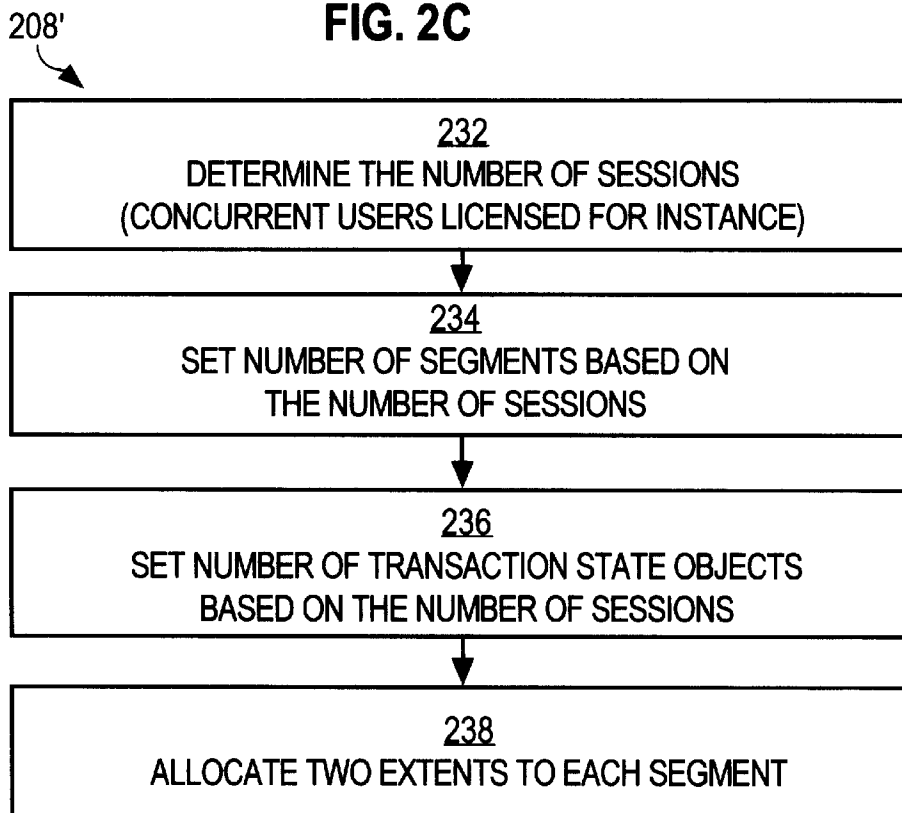 FIG. 2C
208'
232
DETERMINE THE NUMBER OF SESSIONS
(CONCURRENT USERS LICENSED FOR INSTANCE)
234
SET NUMBER OF SEGMENTS BASED ON
THE NUMBER OF SESSIONS
236
SET NUMBER OF TRANSACTION STATE OBJECTS
BASED ON THE NUMBER OF SESSIONS
238
ALLOCATE TWO EXTENTS TO EACH SEGMENT